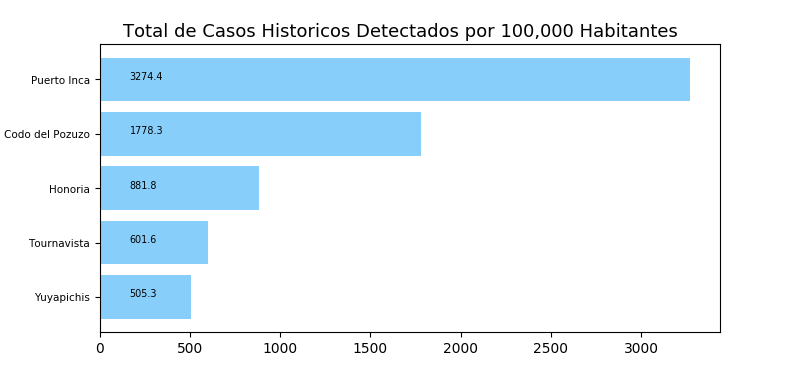 Total de Casos Historicos Detectados por 100,000 Habitantes
Puerto Inca 3274.4
Codo del Pozuzo 1778.3
Honoria 881.8
Tournavista 601.6
Yuyapichis 505.3
0 500 1000 1500 2000 2500 3000